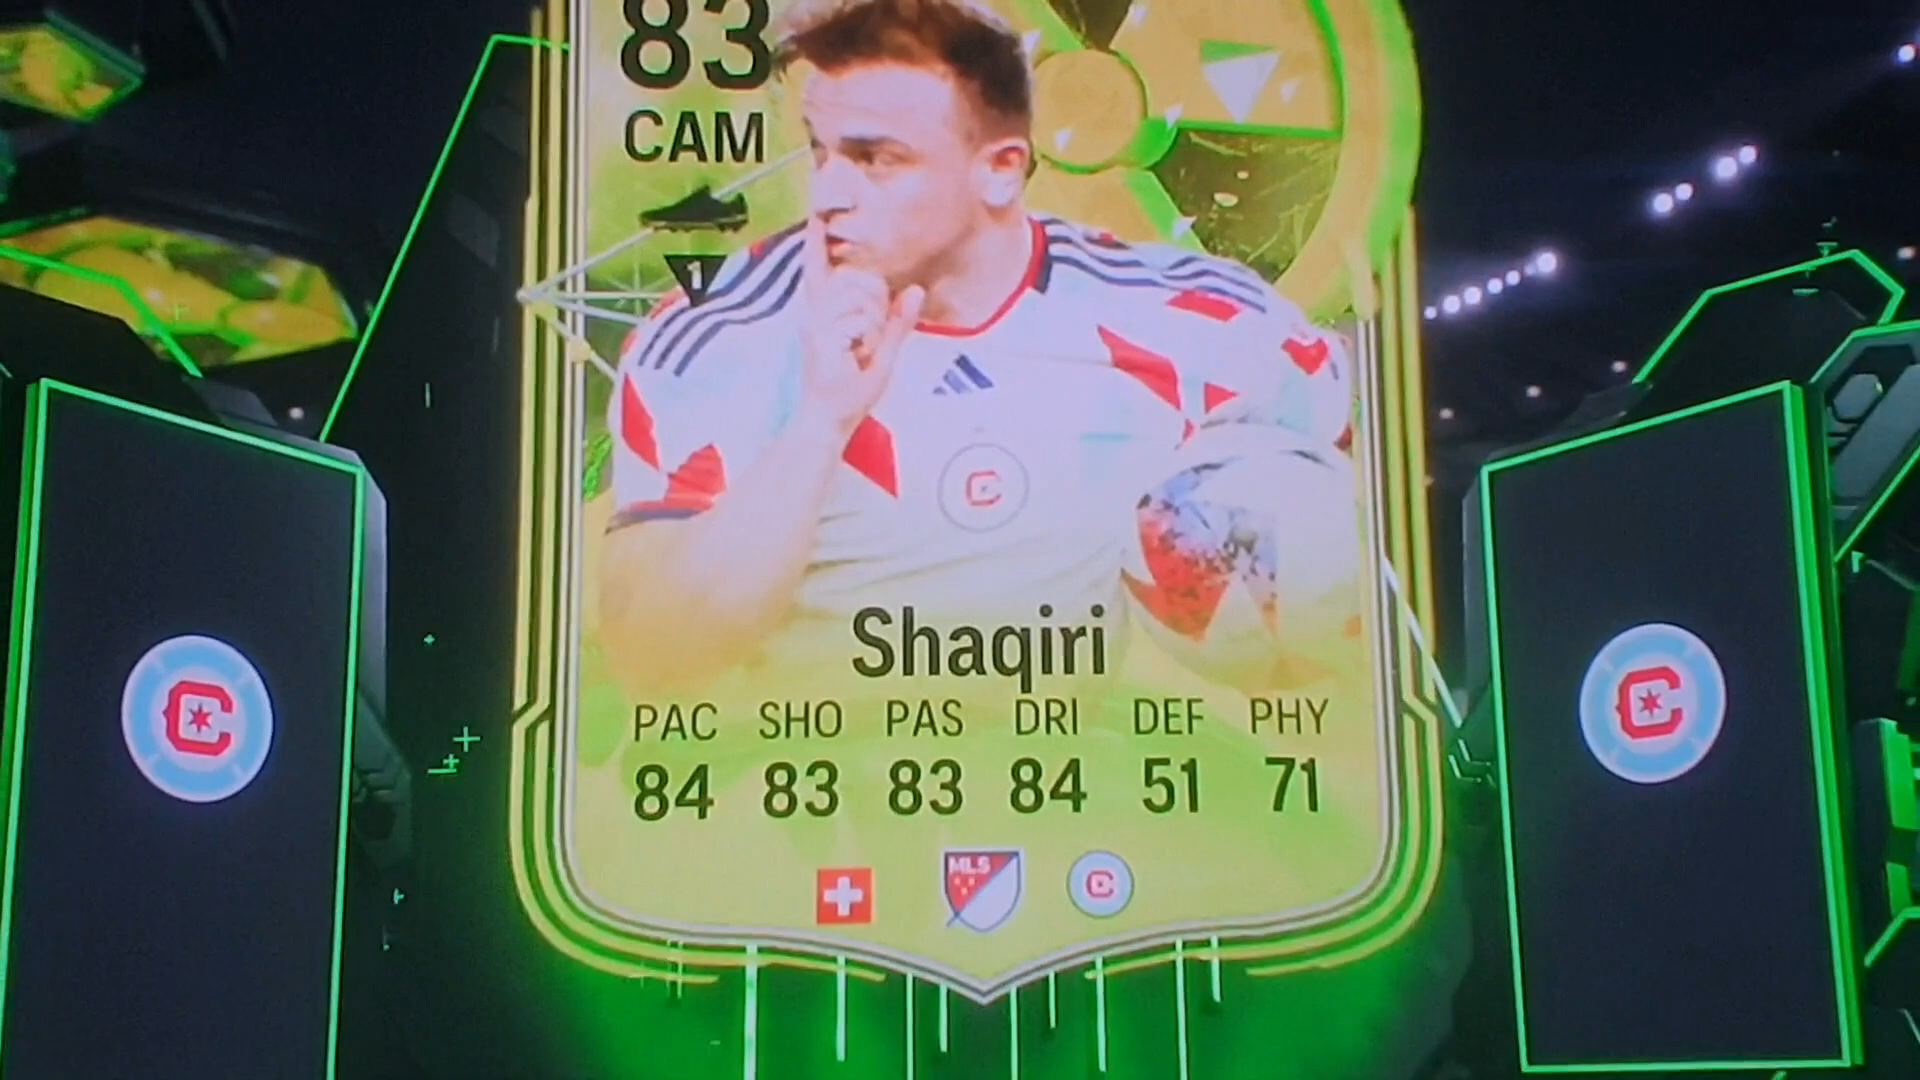 83
CAM
1
Shaqiri
PAC SHO PAS DRI DEF PHY
84 83 83 84 51 71
MLS